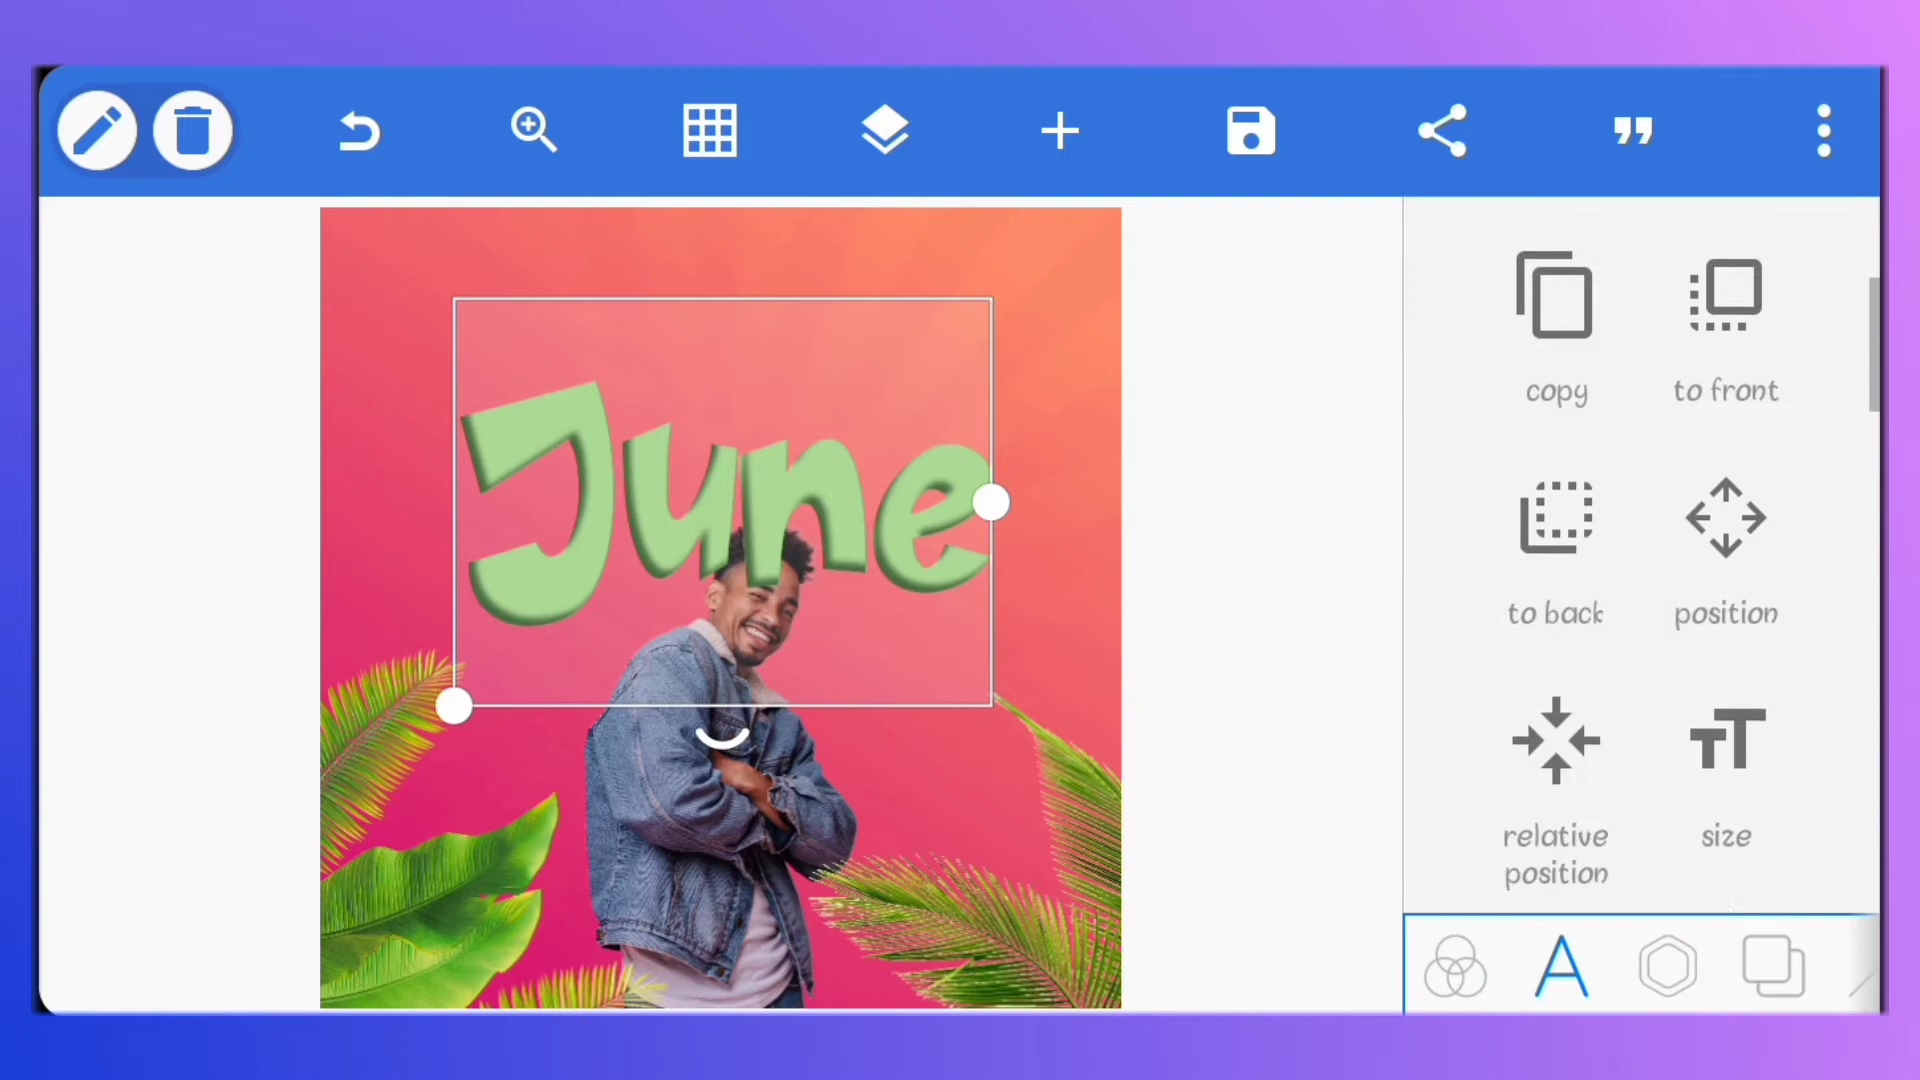 June
copy
to front
to back
position
relative
position
size